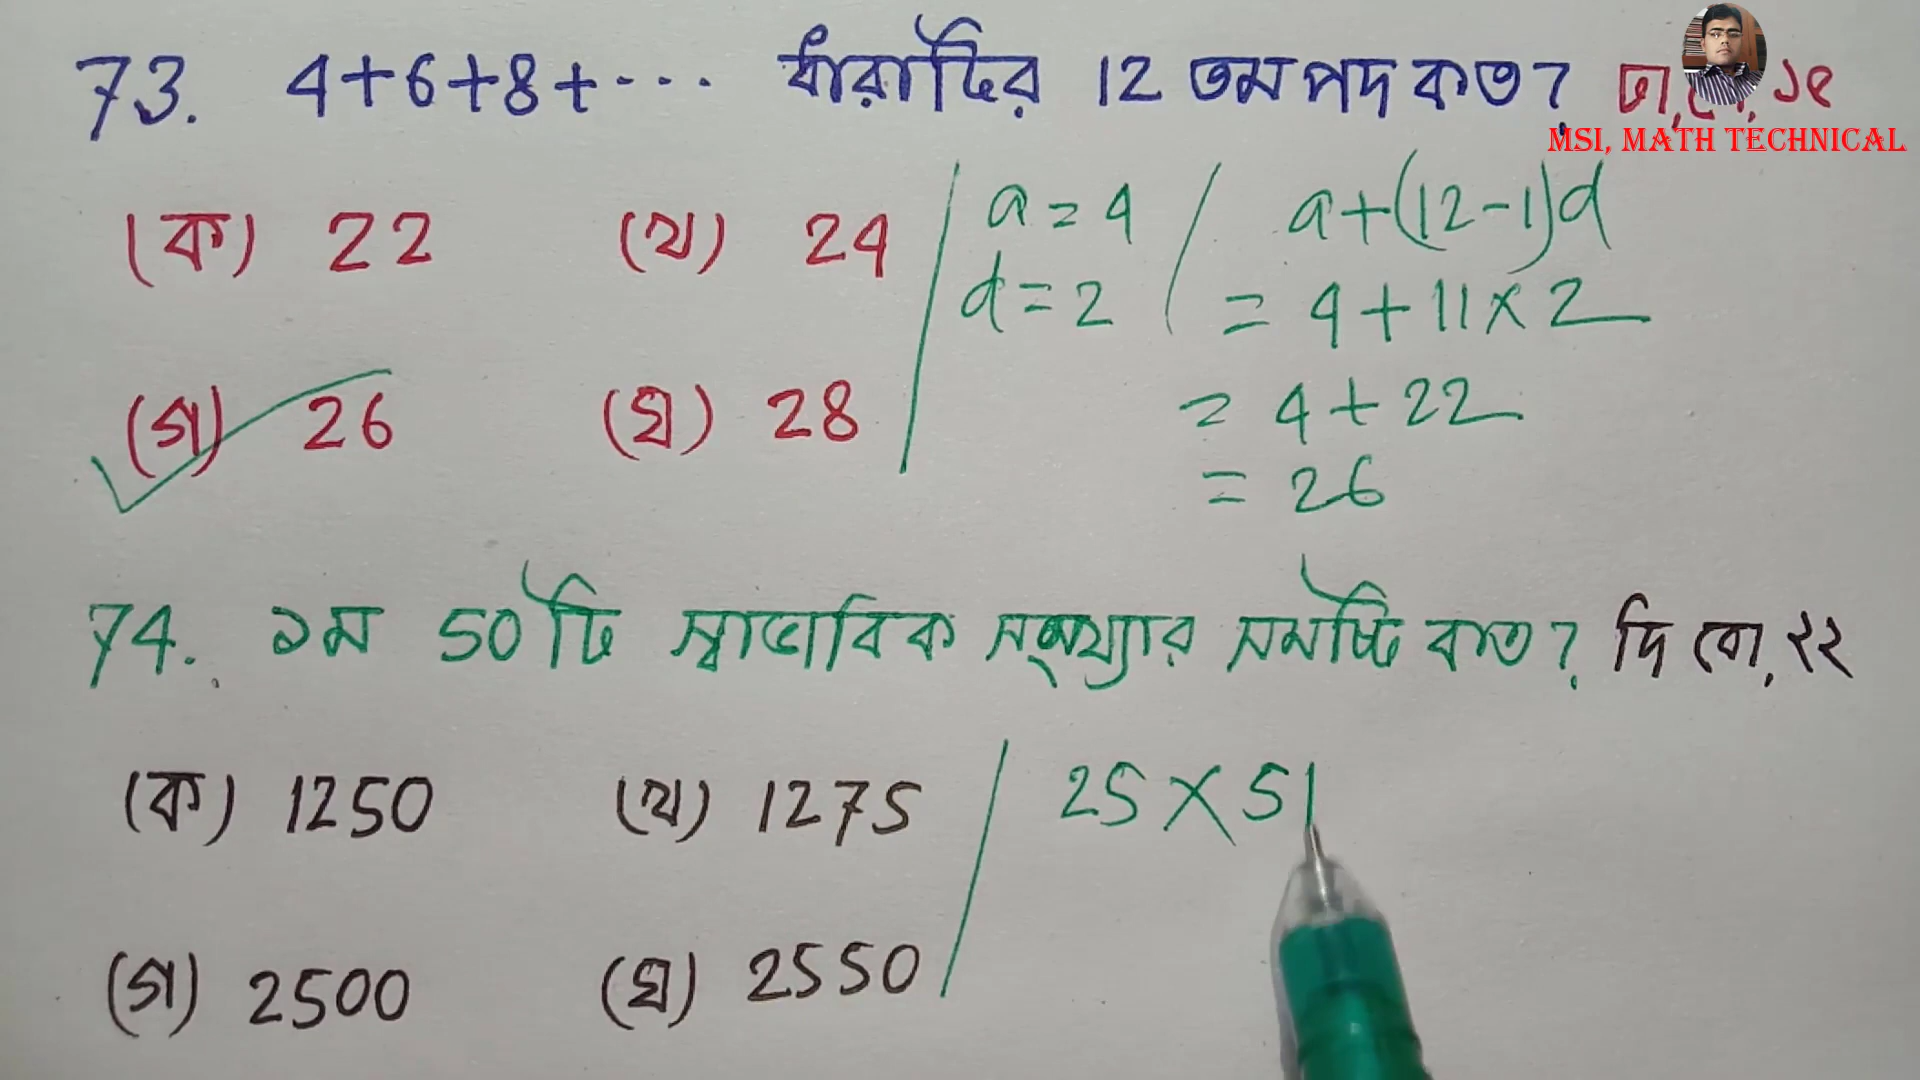 73. 4+6+8+··· ধারাটির 12 তম পদ কত? ঢা, বো, ১৫
MSI, MATH TECHNICAL
(ক) 22 (খ) 24
(গ) 26 (ঘ) 28
a = 4
d = 2
a+(12-1)d
= 4+11×2
= 4+22
= 26
74. ১ম 50টি স্বাভাবিক সংখ্যার সমষ্টি কত? দি বো, ২২
(ক) 1250 (খ) 1275
(গ) 2500 (ঘ) 2550
25 × 51